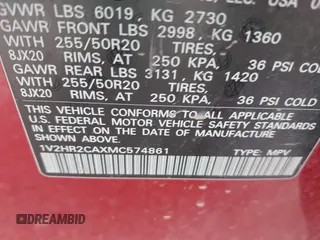 GVWR LBS 6019, KG 2730
GAWR FRONT LBS 2998, KG 1360
WITH 255/50R20 TIRES,
8JX20 RIMS, AT 250 KPA, 36 PSI COLD
GAWR REAR LBS 3131, KG 1420
WITH 255/50R20 TIRES,
8JX20 RIMS, AT 250 KPA, 36 PSI COLD
THIS VEHICLE CONFORMS TO ALL APPLICABLE
U.S. FEDERAL MOTOR VEHICLE SAFETY
STANDARDS IN EFFECT ON THE DATE OF
MANUFACTURE SHOWN ABOVE.
1V2HR2CAXMC574861 TYPE: MPV
DREAMBID